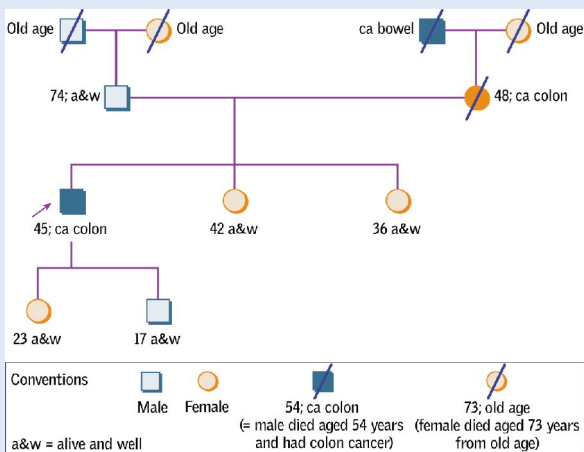 Old age
Old age
ca bowel
Old age
74; a&w
48; ca colon
45; ca colon
42 a&w
36 a&w
23 a&w
17 a&w
Conventions
Male
Female
54; ca colon
(= male died aged 54 years
and had colon cancer)
73; old age
(female died aged 73 years
from old age)
a&w = alive and well